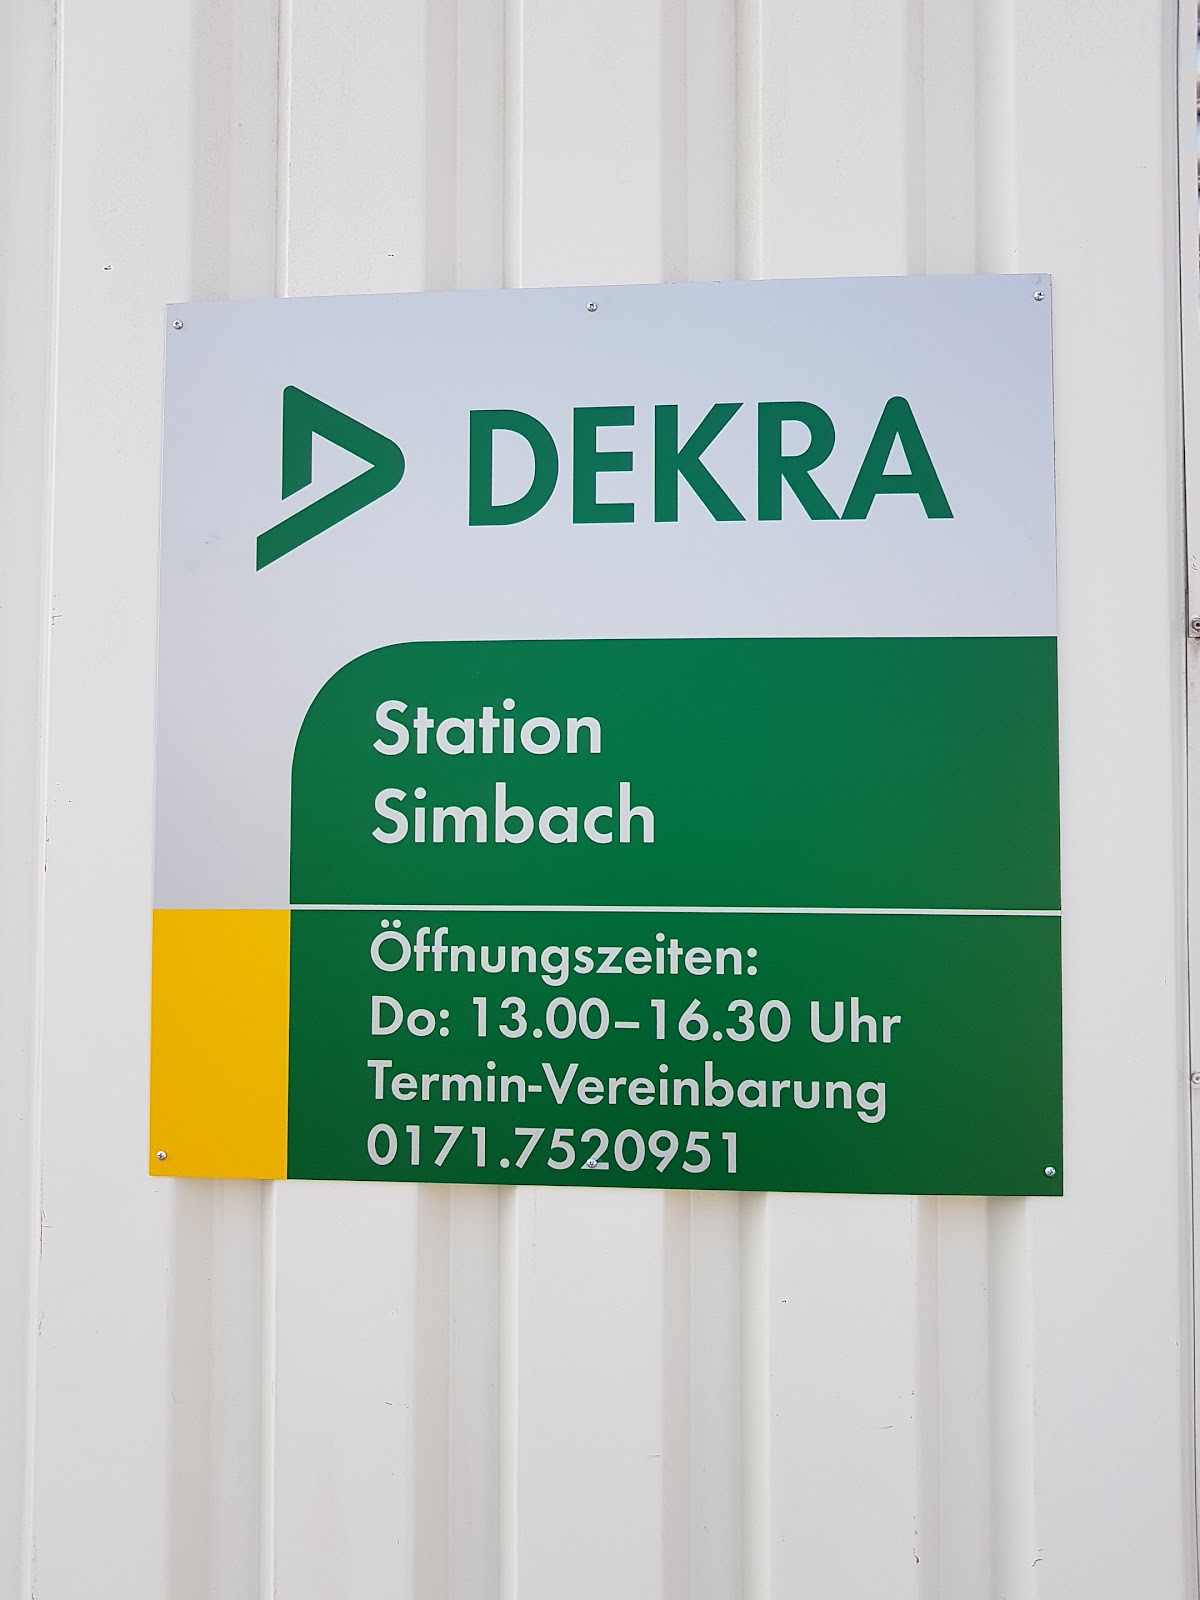 DEKRA
Station
Simbach
Öffnungszeiten:
Do: 13.00–16.30 Uhr
Termin-Vereinbarung
0171.7520951